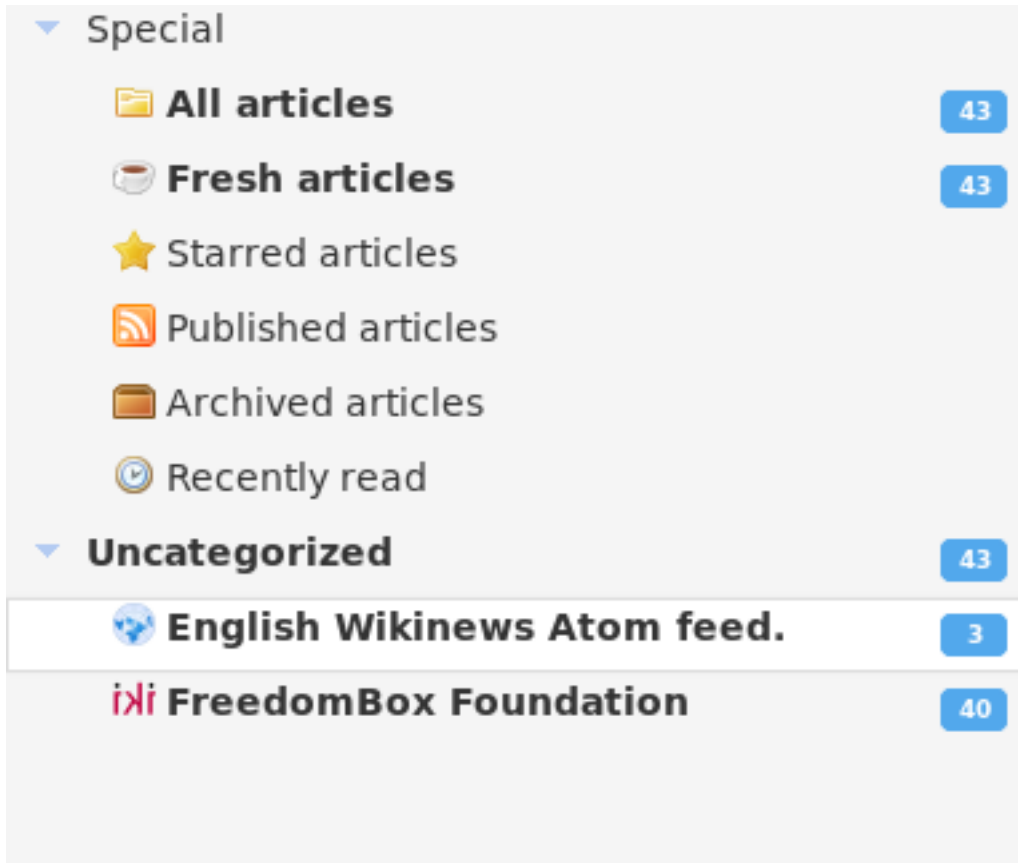 Special
All articles 43
Fresh articles 43
Starred articles
Published articles
Archived articles
Recently read
Uncategorized 43
English Wikinews Atom feed. 3
FreedomBox Foundation 40